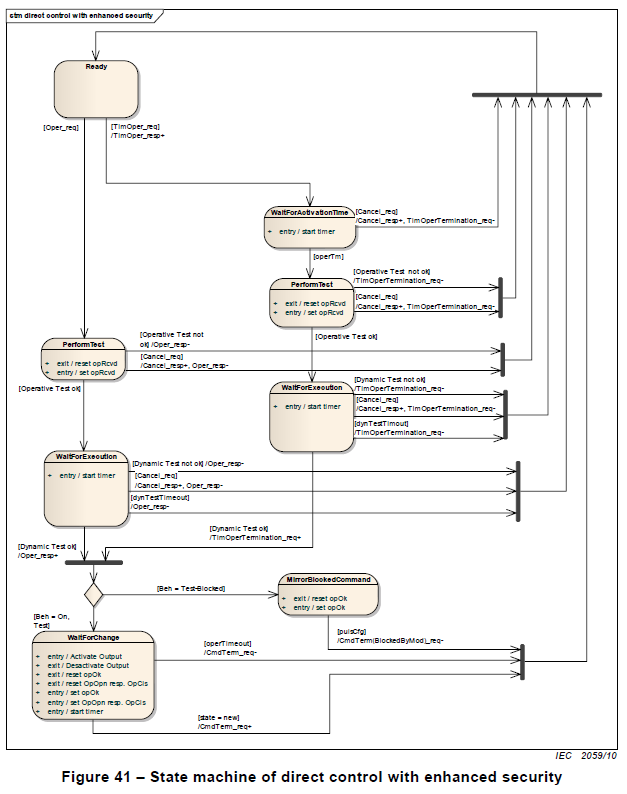 stm direct control with enhanced security
Ready
[Oper_req]
[TimOper_req]
/TimOper_resp+
WaitForActivationTime
+ entry / start timer
[Cancel_req]
/Cancel_resp+, TimOperTermination_req-
[operTm]
PerformTest
+ exit / reset opRcvd
+ entry / set opRcvd
[Operative Test not ok]
/TimOperTermination_req-
[Cancel_req]
/Cancel_resp+, TimOperTermination_req-
[Operative Test ok]
PerformTest
+ exit / reset opRcvd
+ entry / set opRcvd
[Operative Test not
ok] /Oper_resp-
[Cancel_req]
/Cancel_resp+, Oper_resp-
[Operative Test ok]
WaitForExecution
+ entry / start timer
[Dynamic Test not ok]
/TimOperTermination_req-
[Cancel_req]
/Cancel_resp+, TimOperTermination_req-
[dynTestTimout]
/TimOperTermination_req-
WaitForExecution
+ entry / start timer
[Dynamic Test not ok] /Oper_resp-
[Cancel_req]
/Cancel_resp+, Oper_resp-
[dynTestTimeout]
/Oper_resp-
[Dynamic Test ok]
/TimOperTermination_req+
[Dynamic Test ok]
/Oper_resp+
[Beh = Test-Blocked]
MirrorBlockedCommand
+ exit / reset opOk
+ entry / set opOk
[Beh = On,
Test]
[pulsCfg]
/CmdTerm(BlockedByMod)_req-
WaitForChange
+ entry / Activate Output
+ exit / Desactivate Output
+ exit / reset opOk
+ exit / reset OpOpn resp. OpCls
+ entry / set opOk
+ entry / set OpOpn resp. OpCls
+ entry / start timer
[operTimeout]
/CmdTerm_req-
[state = new]
/CmdTerm_req+
IEC 2059/10
Figure 41 – State machine of direct control with enhanced security